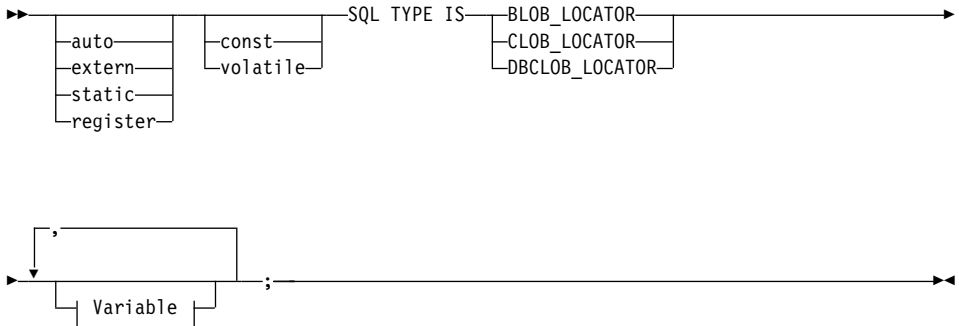 SQL TYPE IS BLOB_LOCATOR
auto const CLOB_LOCATOR
extern volatile DBCLOB_LOCATOR
static
register
,
;
Variable